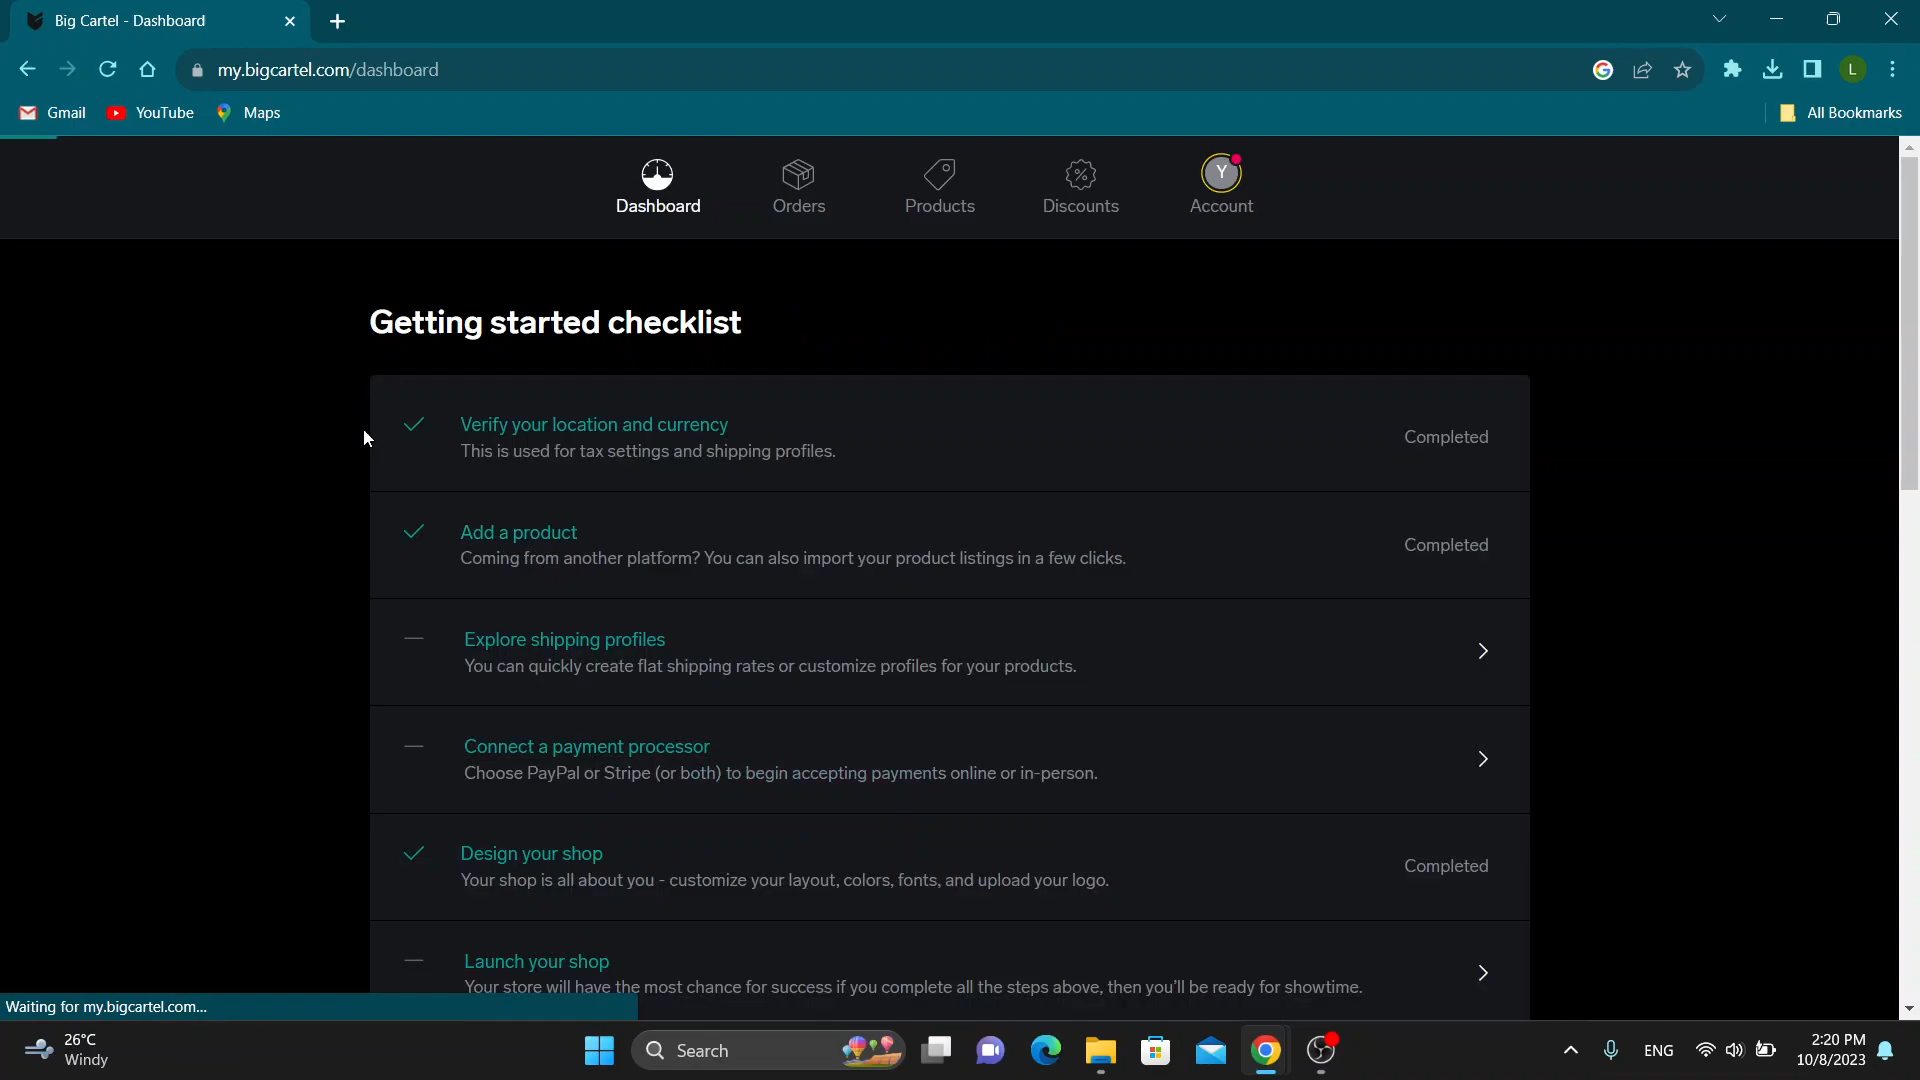 Big Cartel - Dashboard
my.bigcartel.com/dashboard
L
Gmail
YouTube
Maps
All Bookmarks
Y
Dashboard
Orders
Products
Discounts
Account
Getting started checklist
Verify your location and currency
This is used for tax settings and shipping profiles.
Completed
Add a product
Coming from another platform? You can also import your product listings in a few clicks.
Completed
Explore shipping profiles
You can quickly create flat shipping rates or customize profiles for your products.
Connect a payment processor
Choose PayPal or Stripe (or both) to begin accepting payments online or in-person.
Design your shop
Your shop is all about you - customize your layout, colors, fonts, and upload your logo.
Completed
Launch your shop
Your store will have the most chance for success if you complete all the steps above, then you'll be ready for showtime.
Waiting for my.bigcartel.com...
26°C
Windy
Search
ENG
2:20 PM
10/8/2023